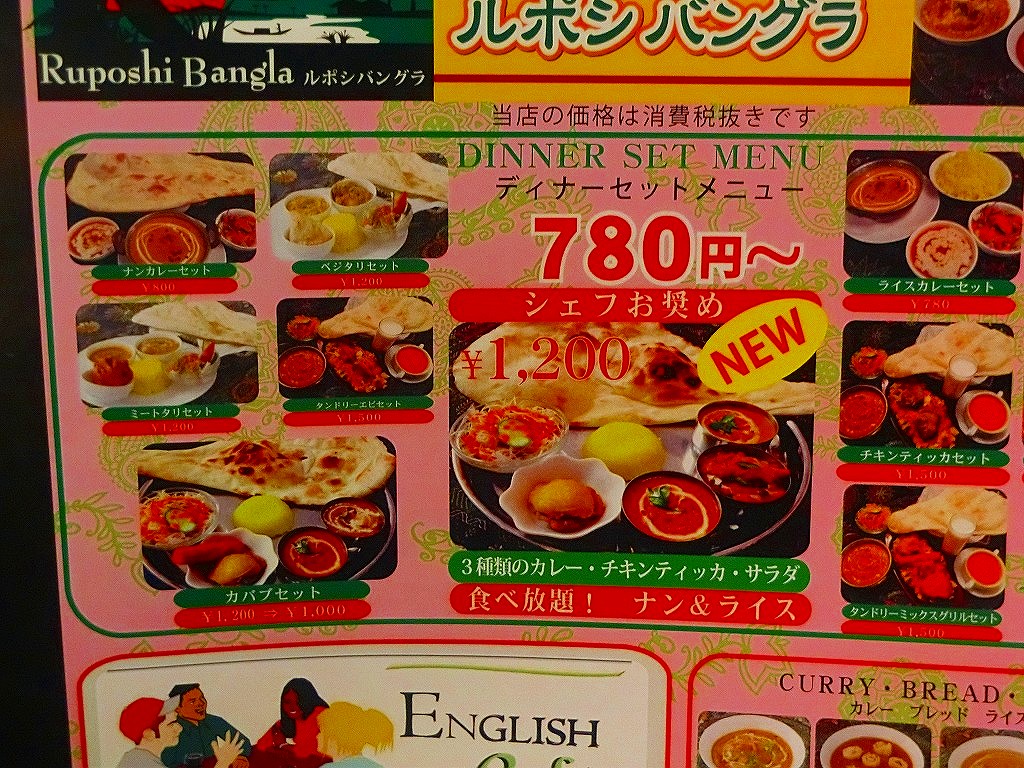 Ruposhi Bangla ルポシバングラ
ルポシバングラ
当店の価格は消費税抜きです
DINNER SET MENU
ディナーセットメニュー
780円～
シェフお奨め
¥1,200
NEW
3種類のカレー・チキンティッカ・サラダ
食べ放題！ ナン&ライス
ナンカレーセット
¥800
ベジタリセット
¥1,200
ミートタリセット
¥1,200
タンドリーエビセット
¥1,500
カバブセット
¥1,200 ⇒ ¥1,000
ライスカレーセット
¥780
チキンティッカセット
¥1,500
タンドリーミックスグリルセット
¥1,500
ENGLISH
CURRY・BREAD・
カレー ブレッド ライス